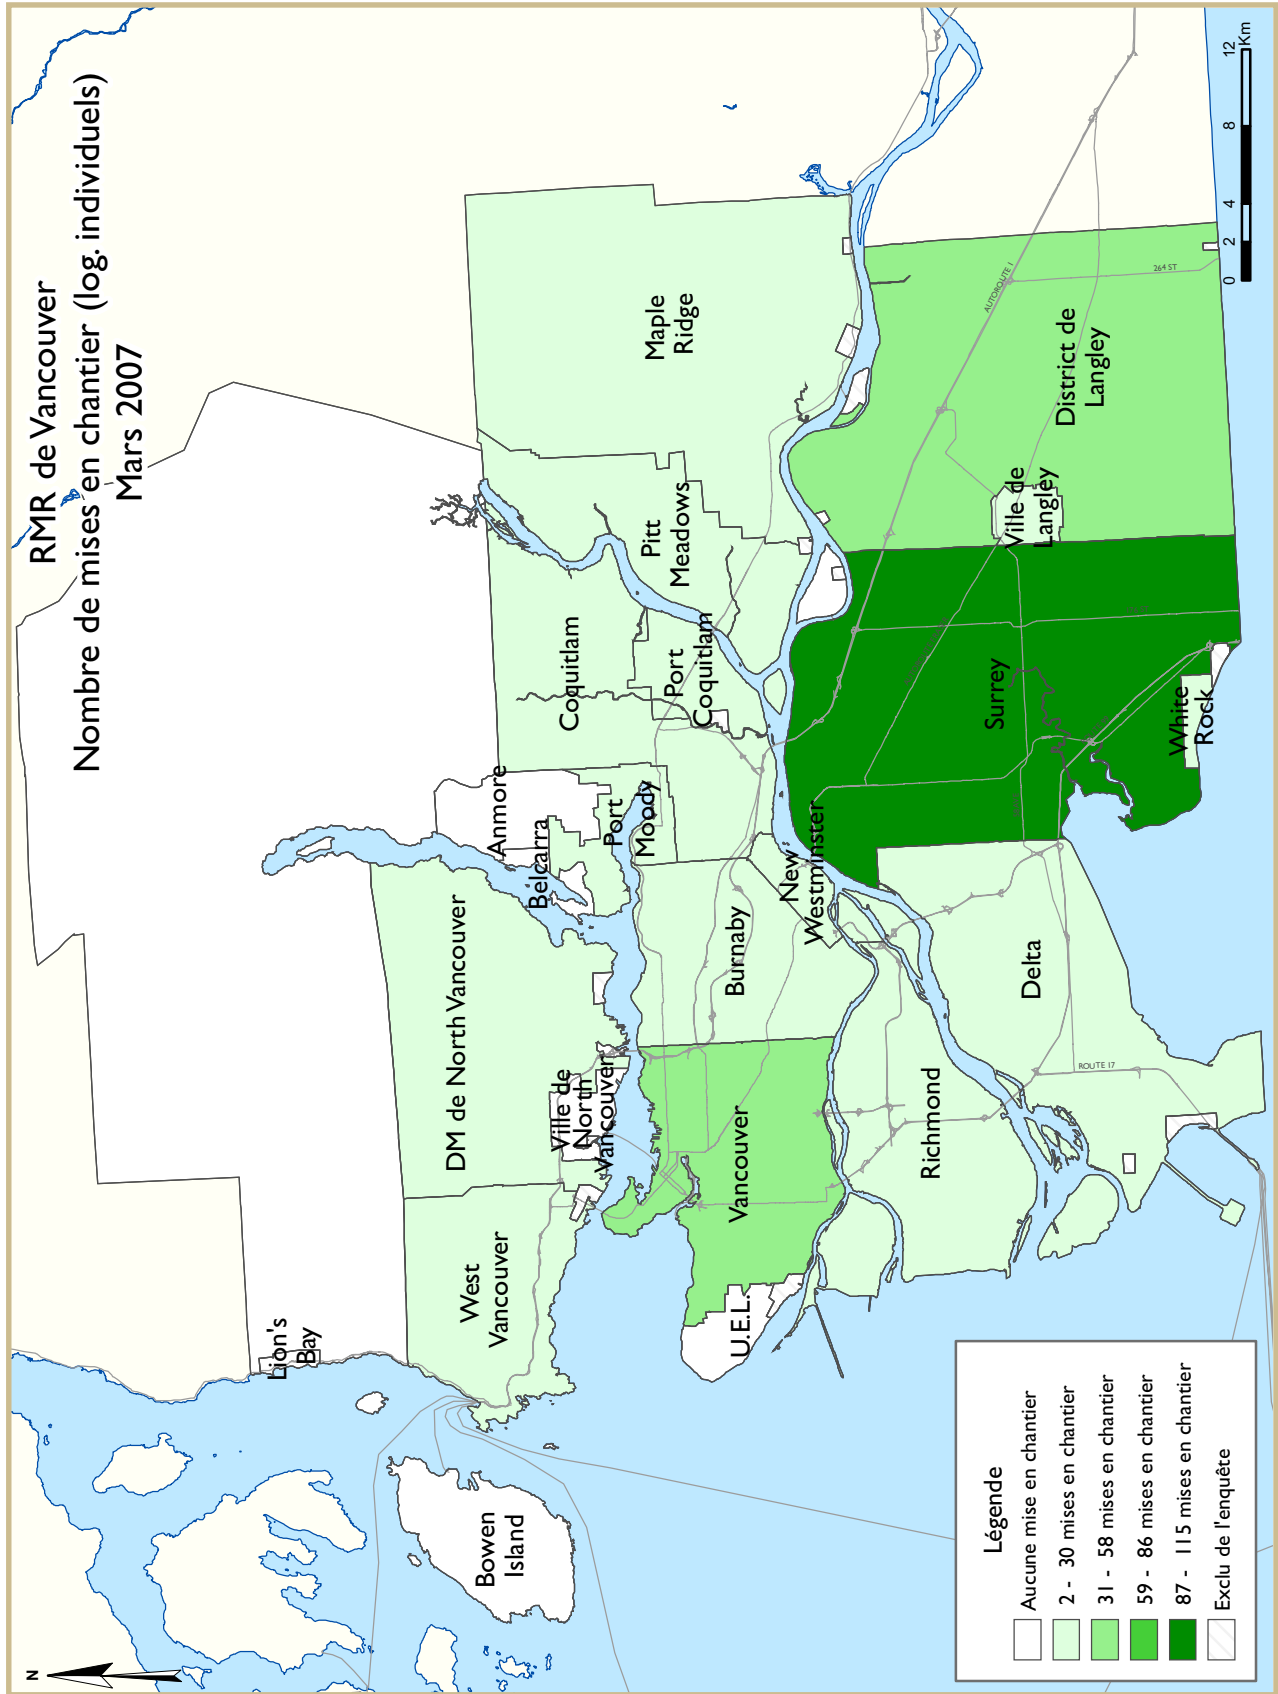 RMR de Vancouver
Nombre de mises en chantier (log. individuels)
Mars 2007
N
Lion's
Bay
Bowen
Island
West
Vancouver
DM de North Vancouver
Ville de
North
Vancouver
Belcarra
Anmore
Port
Moody
Coquitlam
Port
Coquitlam
Pitt
Meadows
Maple
Ridge
U.E.L.
Vancouver
Burnaby
New
Westminster
Richmond
Delta
Surrey
White
Rock
Ville de
Langley
District de
Langley
AUTOROUTE 1
264 ST
ROUTE 17
Légende
Aucune mise en chantier
2 - 30 mises en chantier
31 - 58 mises en chantier
59 - 86 mises en chantier
87 - 115 mises en chantier
Exclu de l'enquête
0 2 4 8 12
Km